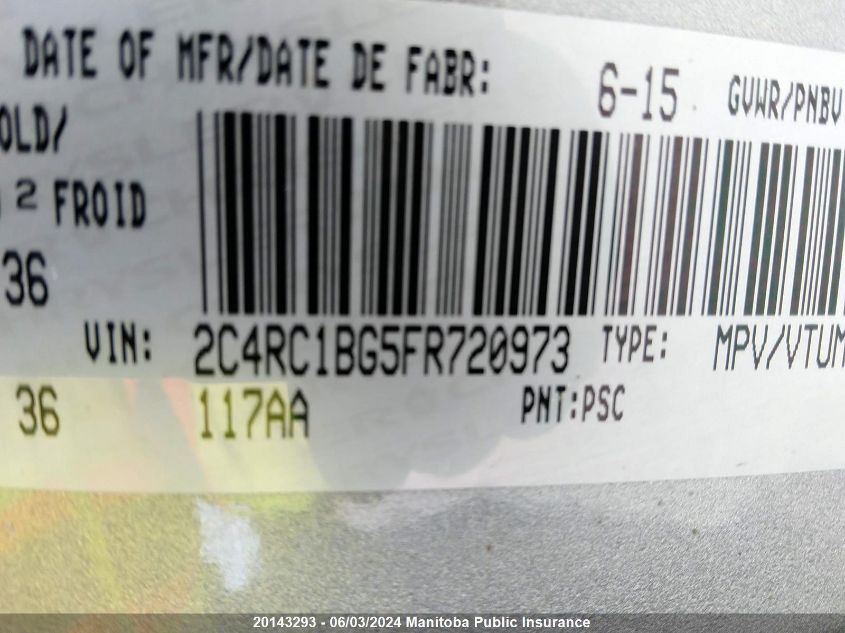 DATE OF MFR/DATE DE FABR: 6-15 GVWR/PNBV
OLD/
2 FROID
36
VIN: 2C4RC1BG5FR720973 TYPE: MPV/VTUM
36 117AA PNT:PSC
20143293 - 06/03/2024 Manitoba Public Insurance